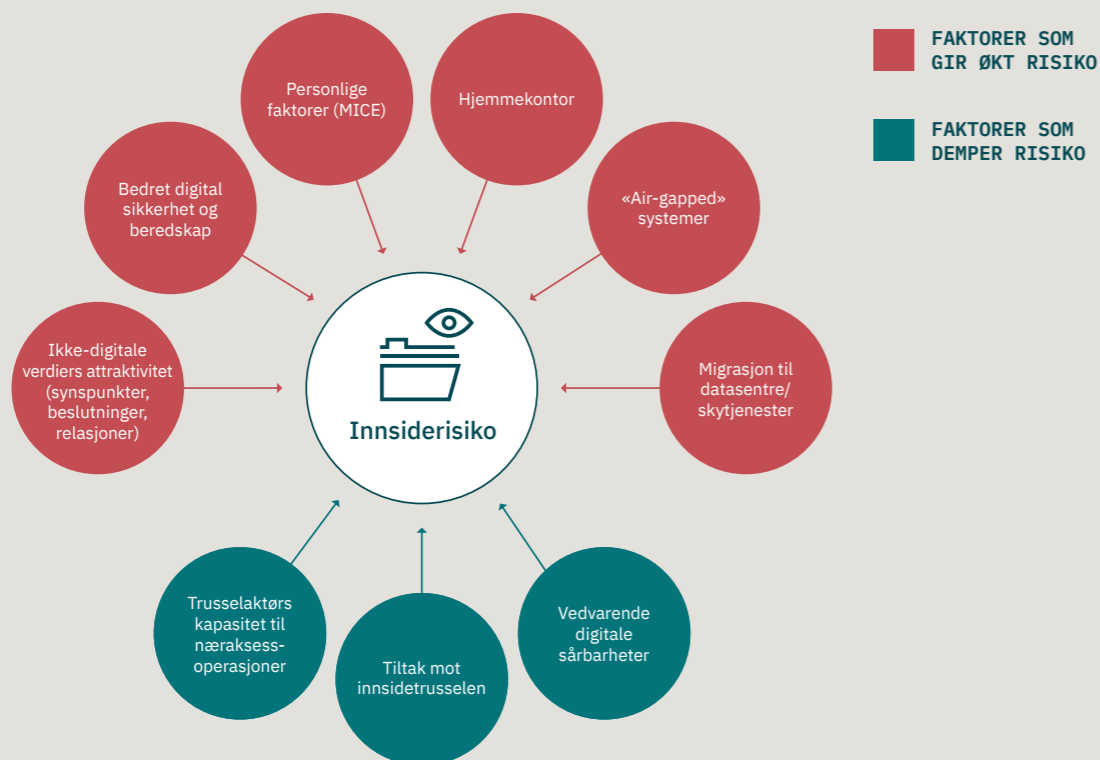 FAKTORER SOM
GIR ØKT RISIKO
FAKTORER SOM
DEMPER RISIKO
Personlige
faktorer (MICE)
Hjemmekontor
Bedret digital
sikkerhet og
beredskap
«Air-gapped»
systemer
Ikke-digitale
verdiers attraktivitet
(synspunkter,
beslutninger,
relasjoner)
Migrasjon til
datasentre/
skytjenester
Innsiderisiko
Trusselaktørs
kapasitet til
næraksess-
operasjoner
Tiltak mot
innsidetrusselen
Vedvarende
digitale
sårbarheter